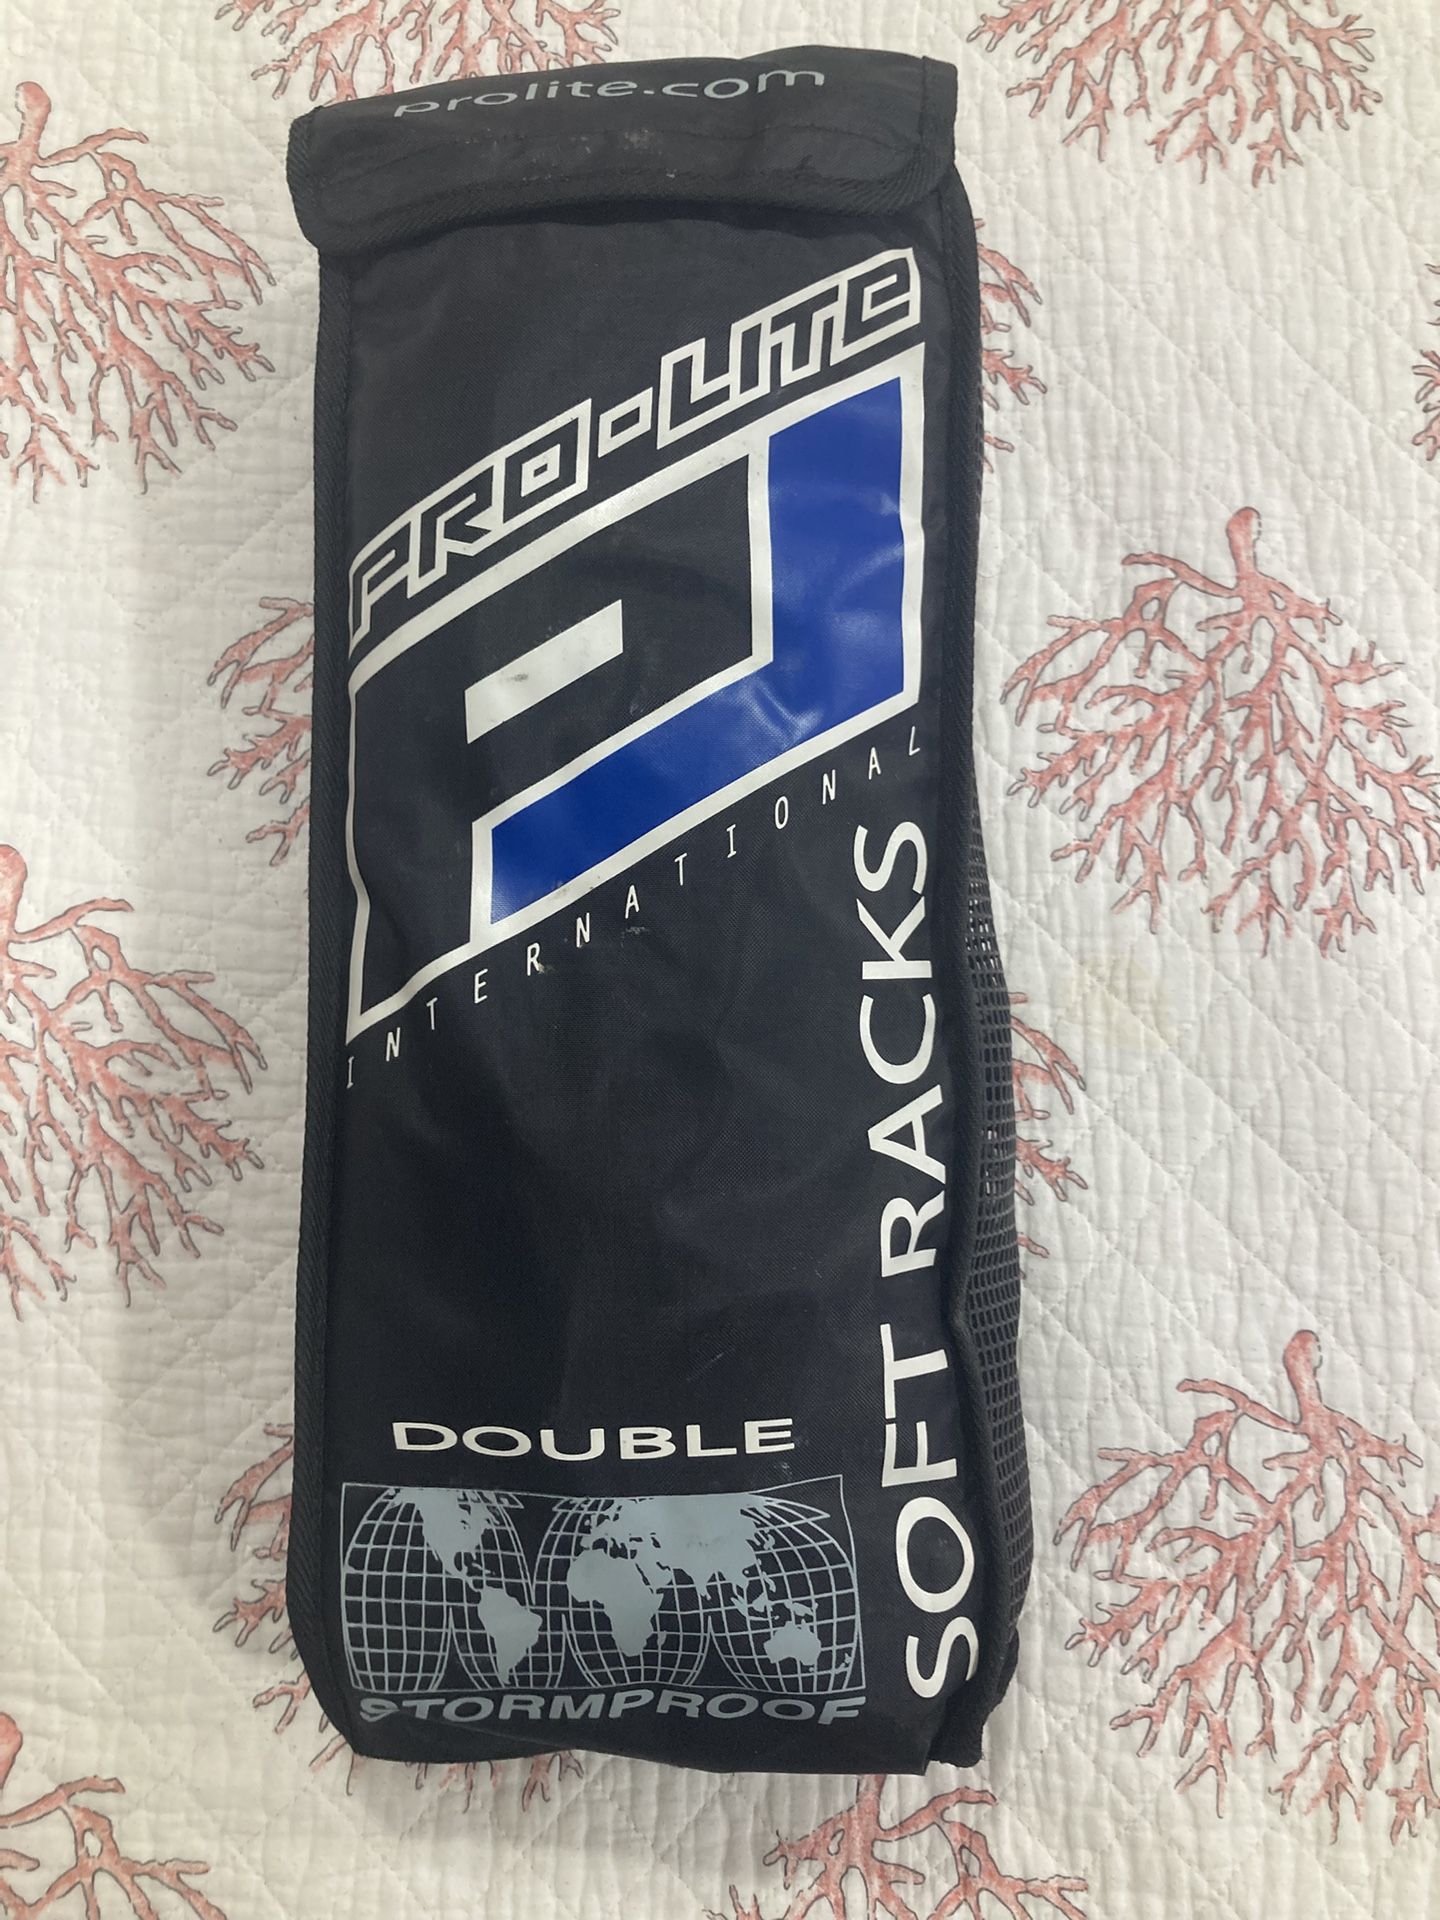 prolite.com
PRO-LITE
INTERNATIONAL
SOFT RACKS
DOUBLE
STORMPROOF